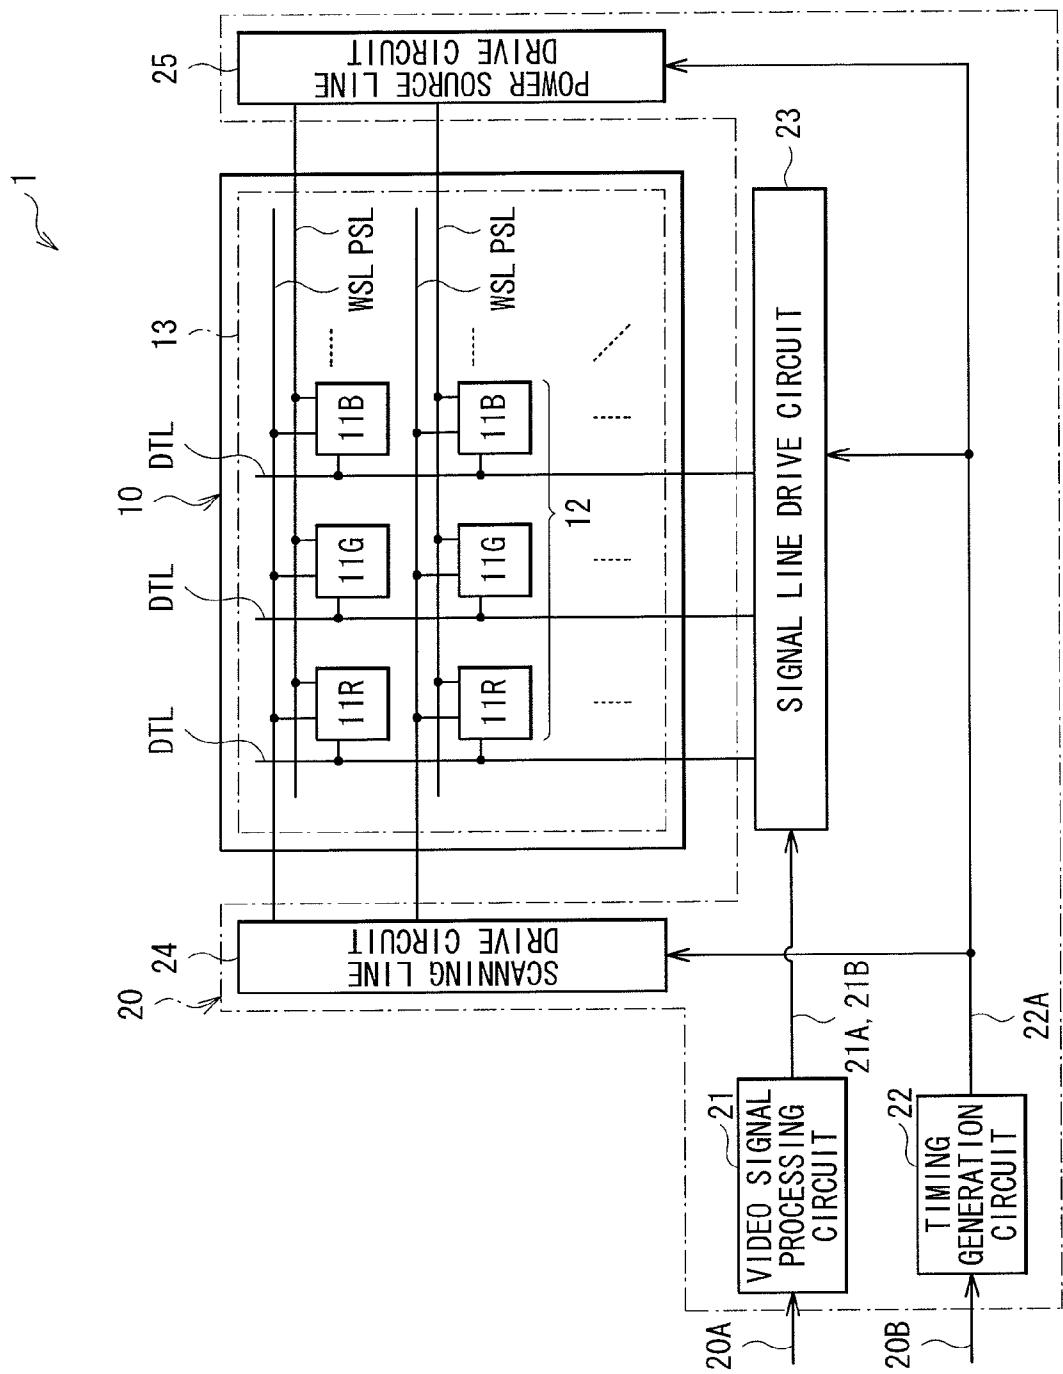 1
20
24
SCANNING LINE
DRIVE CIRCUIT
10
13
25
POWER SOURCE LINE
DRIVE CIRCUIT
DTL
DTL
DTL
11R
11G
11B
WSL
PSL
11R
11G
11B
WSL
PSL
12
20A
21
VIDEO SIGNAL
PROCESSING
CIRCUIT
21A, 21B
SIGNAL LINE DRIVE CIRCUIT
23
20B
22
TIMING
GENERATION
CIRCUIT
22A